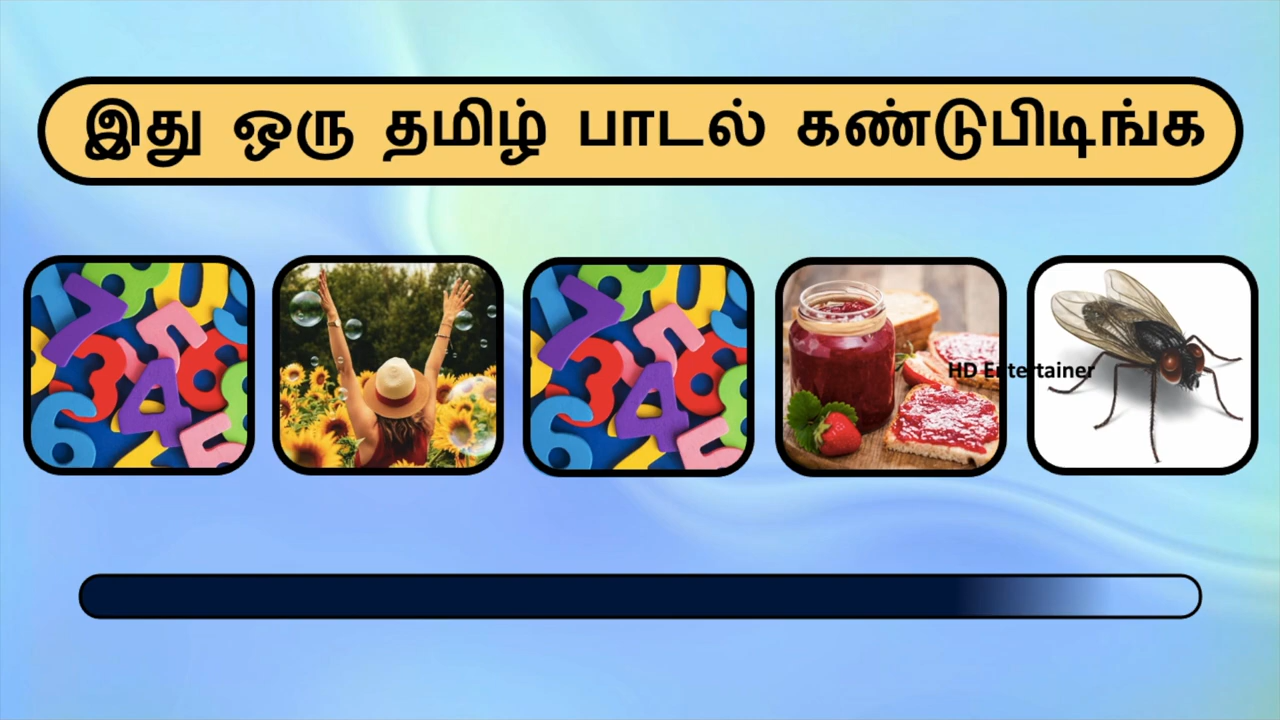 இது ஒரு தமிழ் பாடல் கண்டுபிடிங்க
HD Entertainer